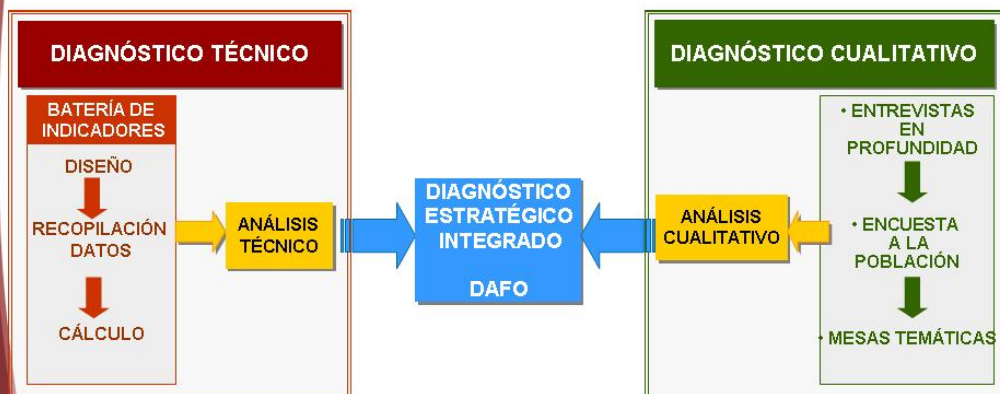 DIAGNÓSTICO TÉCNICO
BATERÍA DE
INDICADORES
DISEÑO
RECOPILACIÓN
DATOS
CÁLCULO
ANÁLISIS
TÉCNICO
DIAGNÓSTICO
ESTRATÉGICO
INTEGRADO
DAFO
DIAGNÓSTICO CUALITATIVO
ANÁLISIS
CUALITATIVO
• ENTREVISTAS
EN
PROFUNDIDAD
• ENCUESTA
A LA
POBLACIÓN
• MESAS TEMÁTICAS